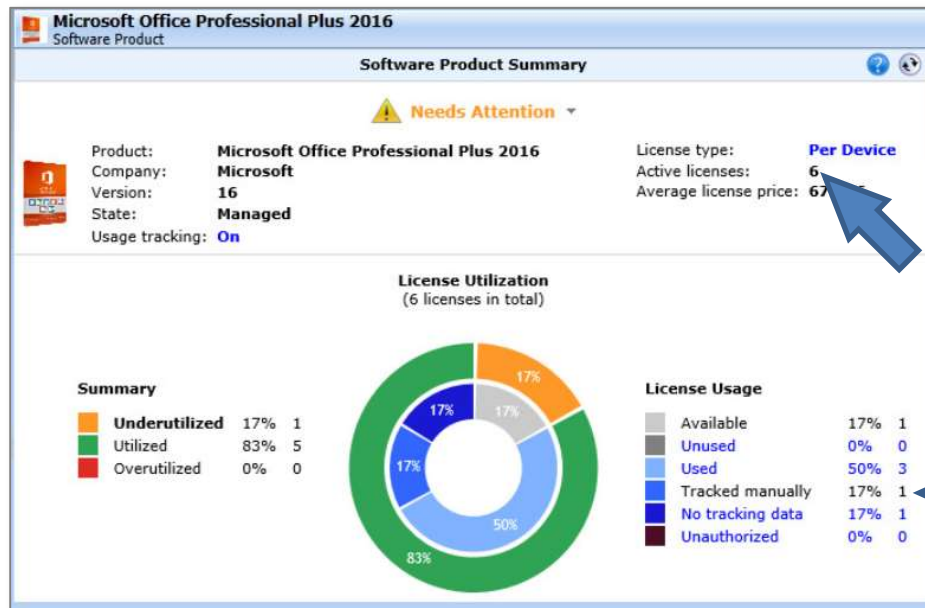 Microsoft Office Professional Plus 2016
Software Product
Software Product Summary
Needs Attention
Product: Microsoft Office Professional Plus 2016
Company: Microsoft
Version: 16
State: Managed
Usage tracking: On
License type: Per Device
Active licenses: 6
Average license price: 67
License Utilization
(6 licenses in total)
Summary
Underutilized 17% 1
Utilized 83% 5
Overutilized 0% 0
17%
17%
17%
17%
50%
83%
License Usage
Available 17% 1
Unused 0% 0
Used 50% 3
Tracked manually 17% 1
No tracking data 17% 1
Unauthorized 0% 0